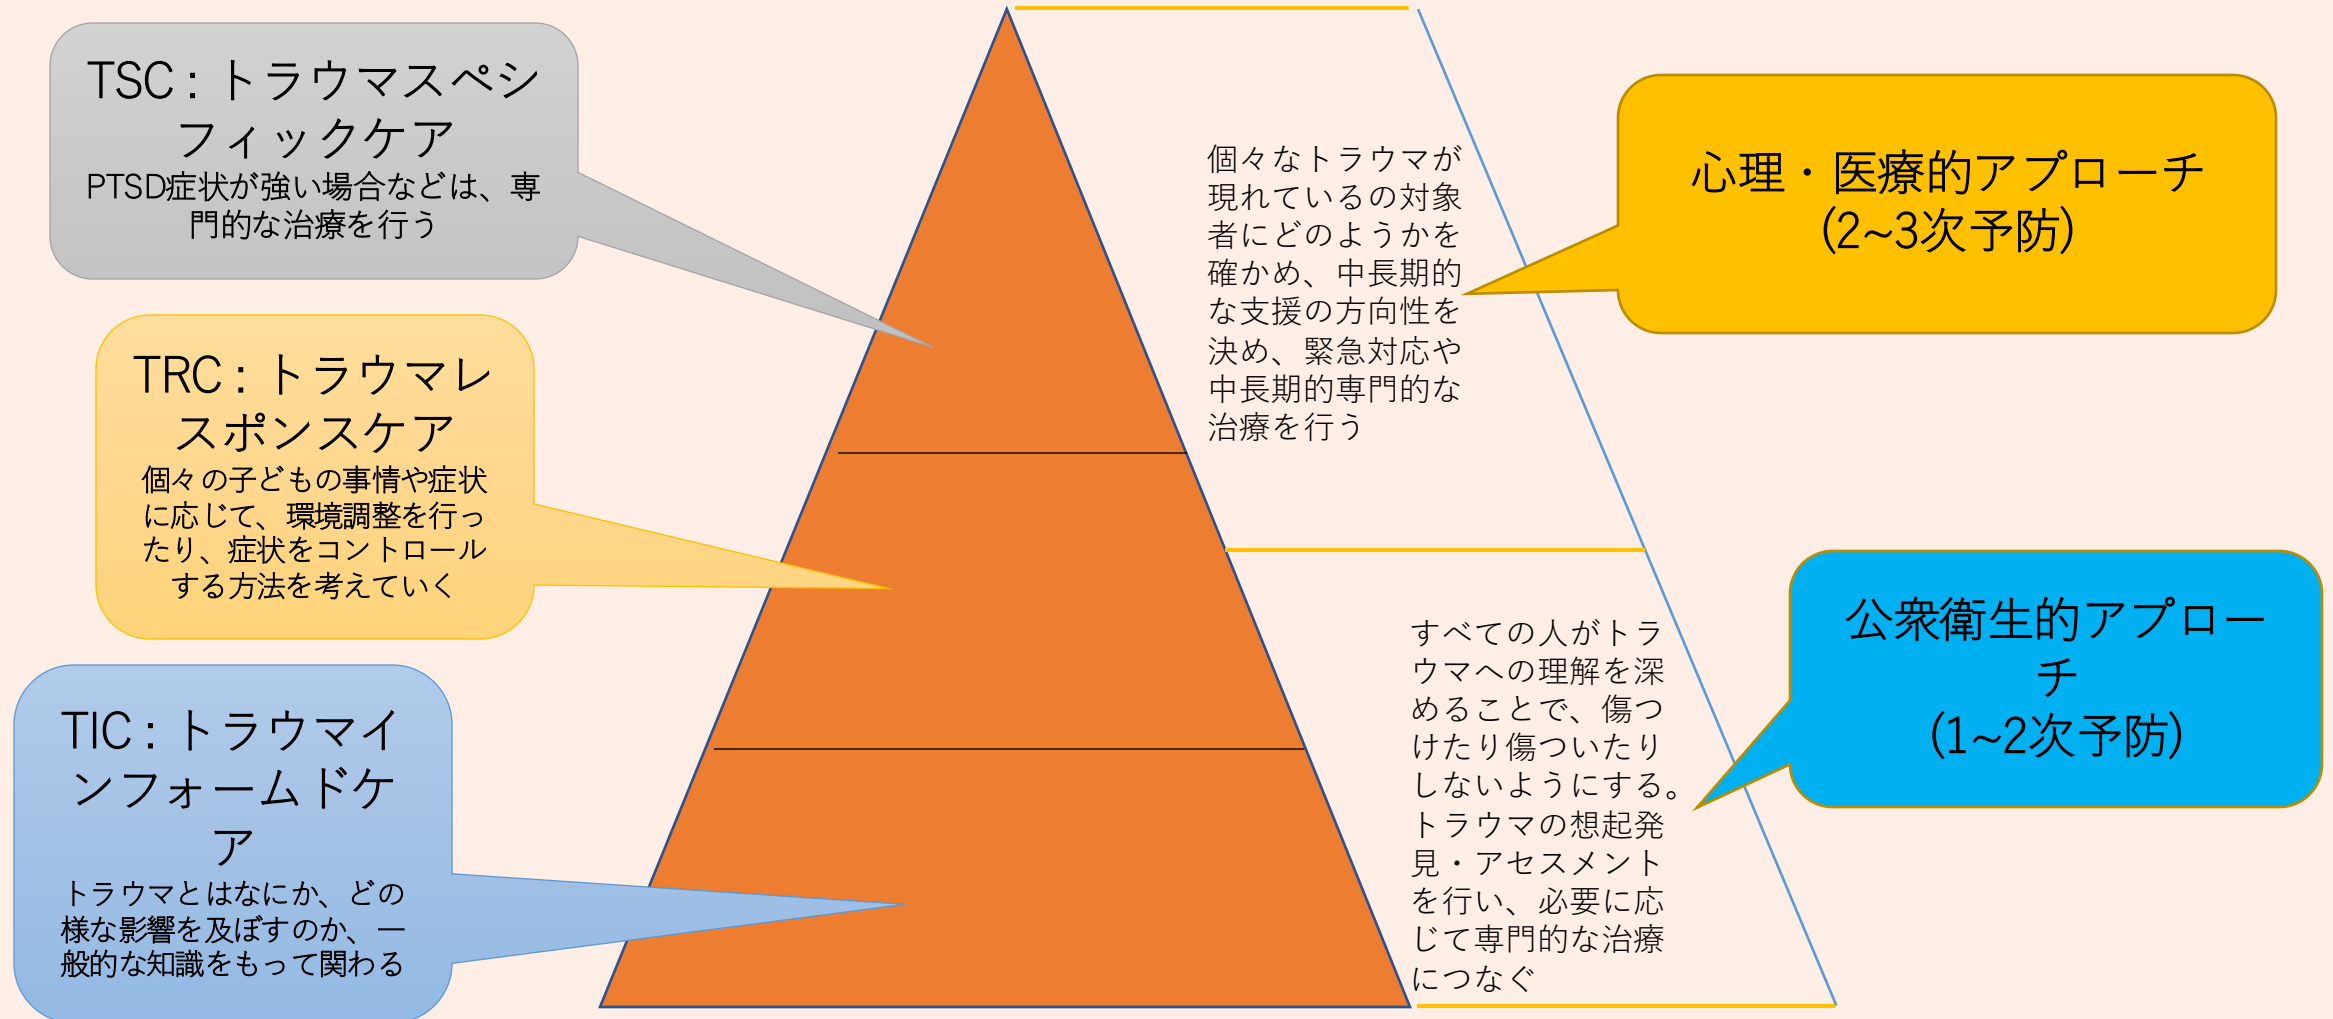 TSC：トラウマスペシ
フィックケア
PTSD症状が強い場合などは、専
門的な治療を行う
TRC：トラウマレ
スポンスケア
個々の子どもの事情や症状
に応じて、環境調整を行っ
たり、症状をコントロール
する方法を考えていく
TIC：トラウマイ
ンフォームドケ
ア
トラウマとはなにか、どの
様な影響を及ぼすのか、一
般的な知識をもって関わる
個々なトラウマが
現れているの対象
者にどのようかを
確かめ、中長期的
な支援の方向性を
決め、緊急対応や
中長期的専門的な
治療を行う
心理・医療的アプローチ
(2~3次予防)
すべての人がトラ
ウマへの理解を深
めることで、傷つ
けたり傷ついたり
しないようにする。
トラウマの想起発
見・アセスメント
を行い、必要に応
じて専門的な治療
につなぐ
公衆衛生的アプロー
チ
(1~2次予防)